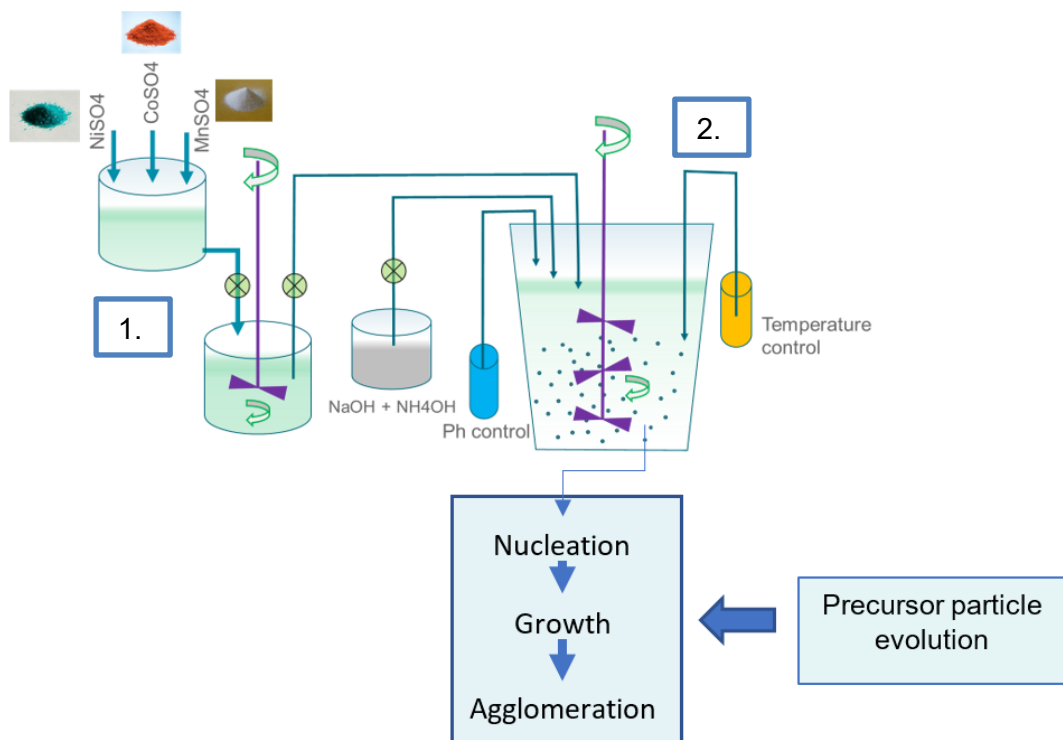 NiSO4
CoSO4
MnSO4
1.
2.
NaOH + NH4OH
Ph control
Temperature
control
Nucleation
Growth
Agglomeration
Precursor particle
evolution